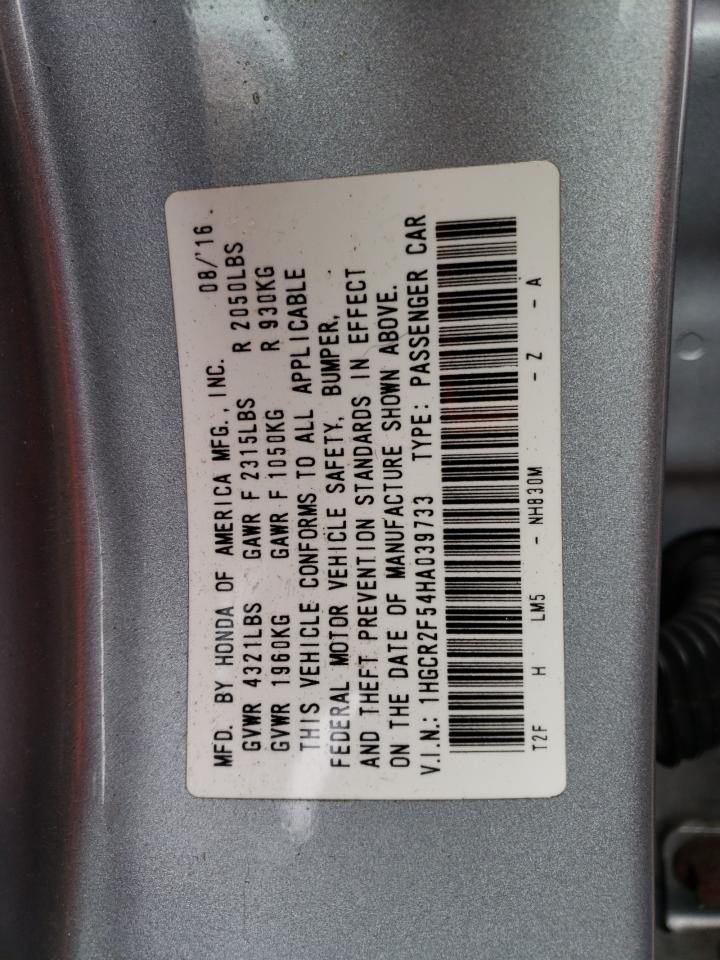 MFD. BY HONDA OF AMERICA MFG., INC. 08/'16
GVWR 4321LBS GAWR F 2315LBS R 2050LBS
GVWR 1960KG GAWR F 1050KG R 930KG
THIS VEHICLE CONFORMS TO ALL APPLICABLE
FEDERAL MOTOR VEHICLE SAFETY, BUMPER,
AND THEFT PREVENTION STANDARDS IN EFFECT
ON THE DATE OF MANUFACTURE SHOWN ABOVE.
V.I.N.: 1HGCR2F54HA039733 TYPE: PASSENGER CAR
T2F H LM5 - NH830M - Z - A